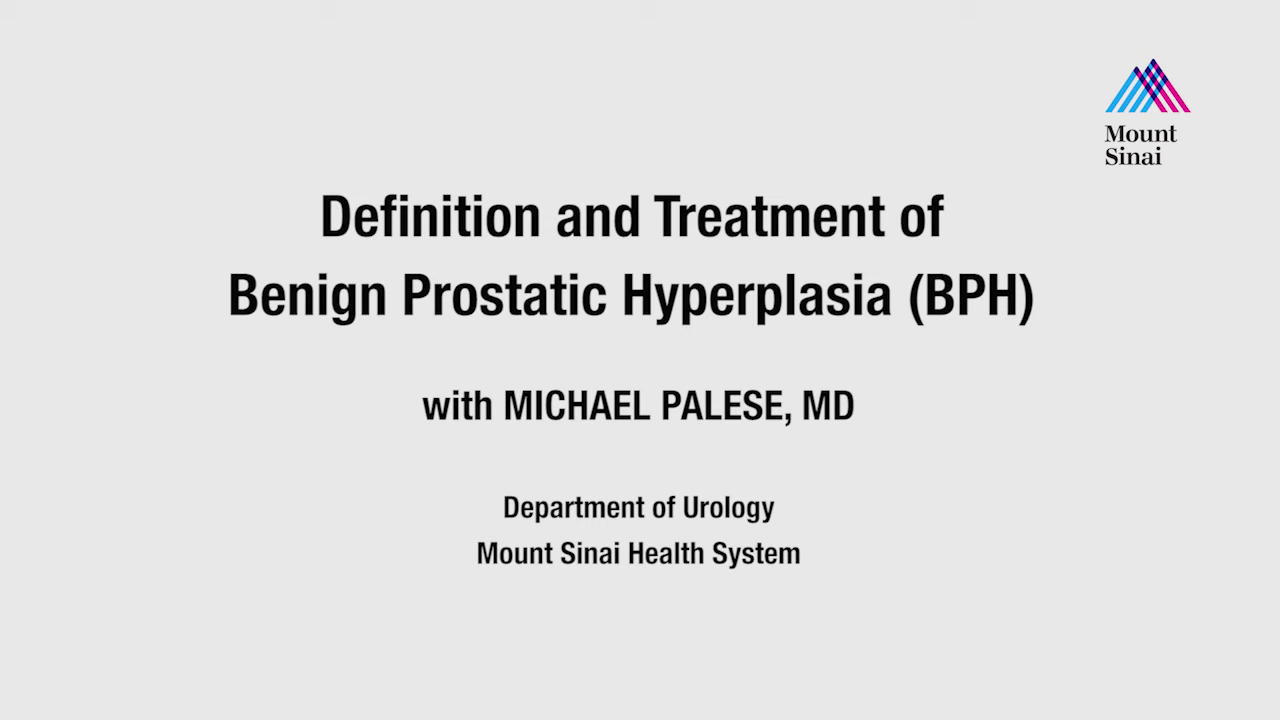 Mount
Sinai
Definition and Treatment of
Benign Prostatic Hyperplasia (BPH)
with MICHAEL PALESE, MD
Department of Urology
Mount Sinai Health System